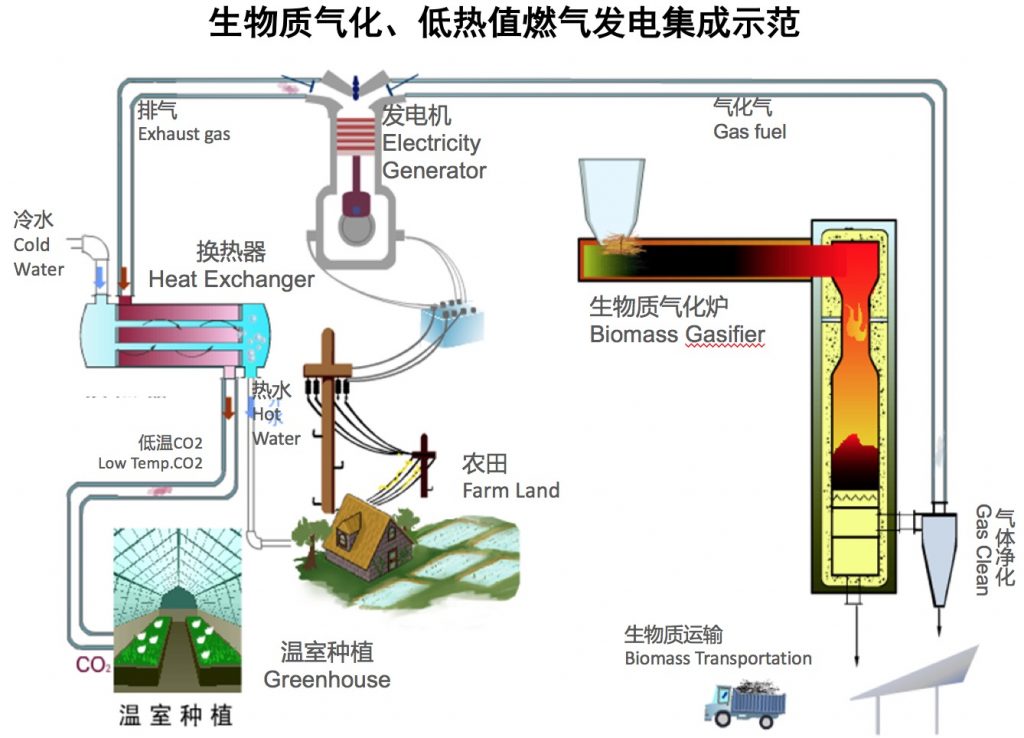 生物质气化、低热值燃气发电集成示范
排气
Exhaust gas
发电机
Electricity
Generator
气化气
Gas fuel
冷水
Cold
Water
换热器
Heat Exchanger
生物质气化炉
Biomass Gasifier
热水
Hot
Water
低温CO2
Low Temp.CO2
农田
Farm Land
气体净化
Gas Clean
生物质运输
Biomass Transportation
温室种植
Greenhouse
CO2
温室种植